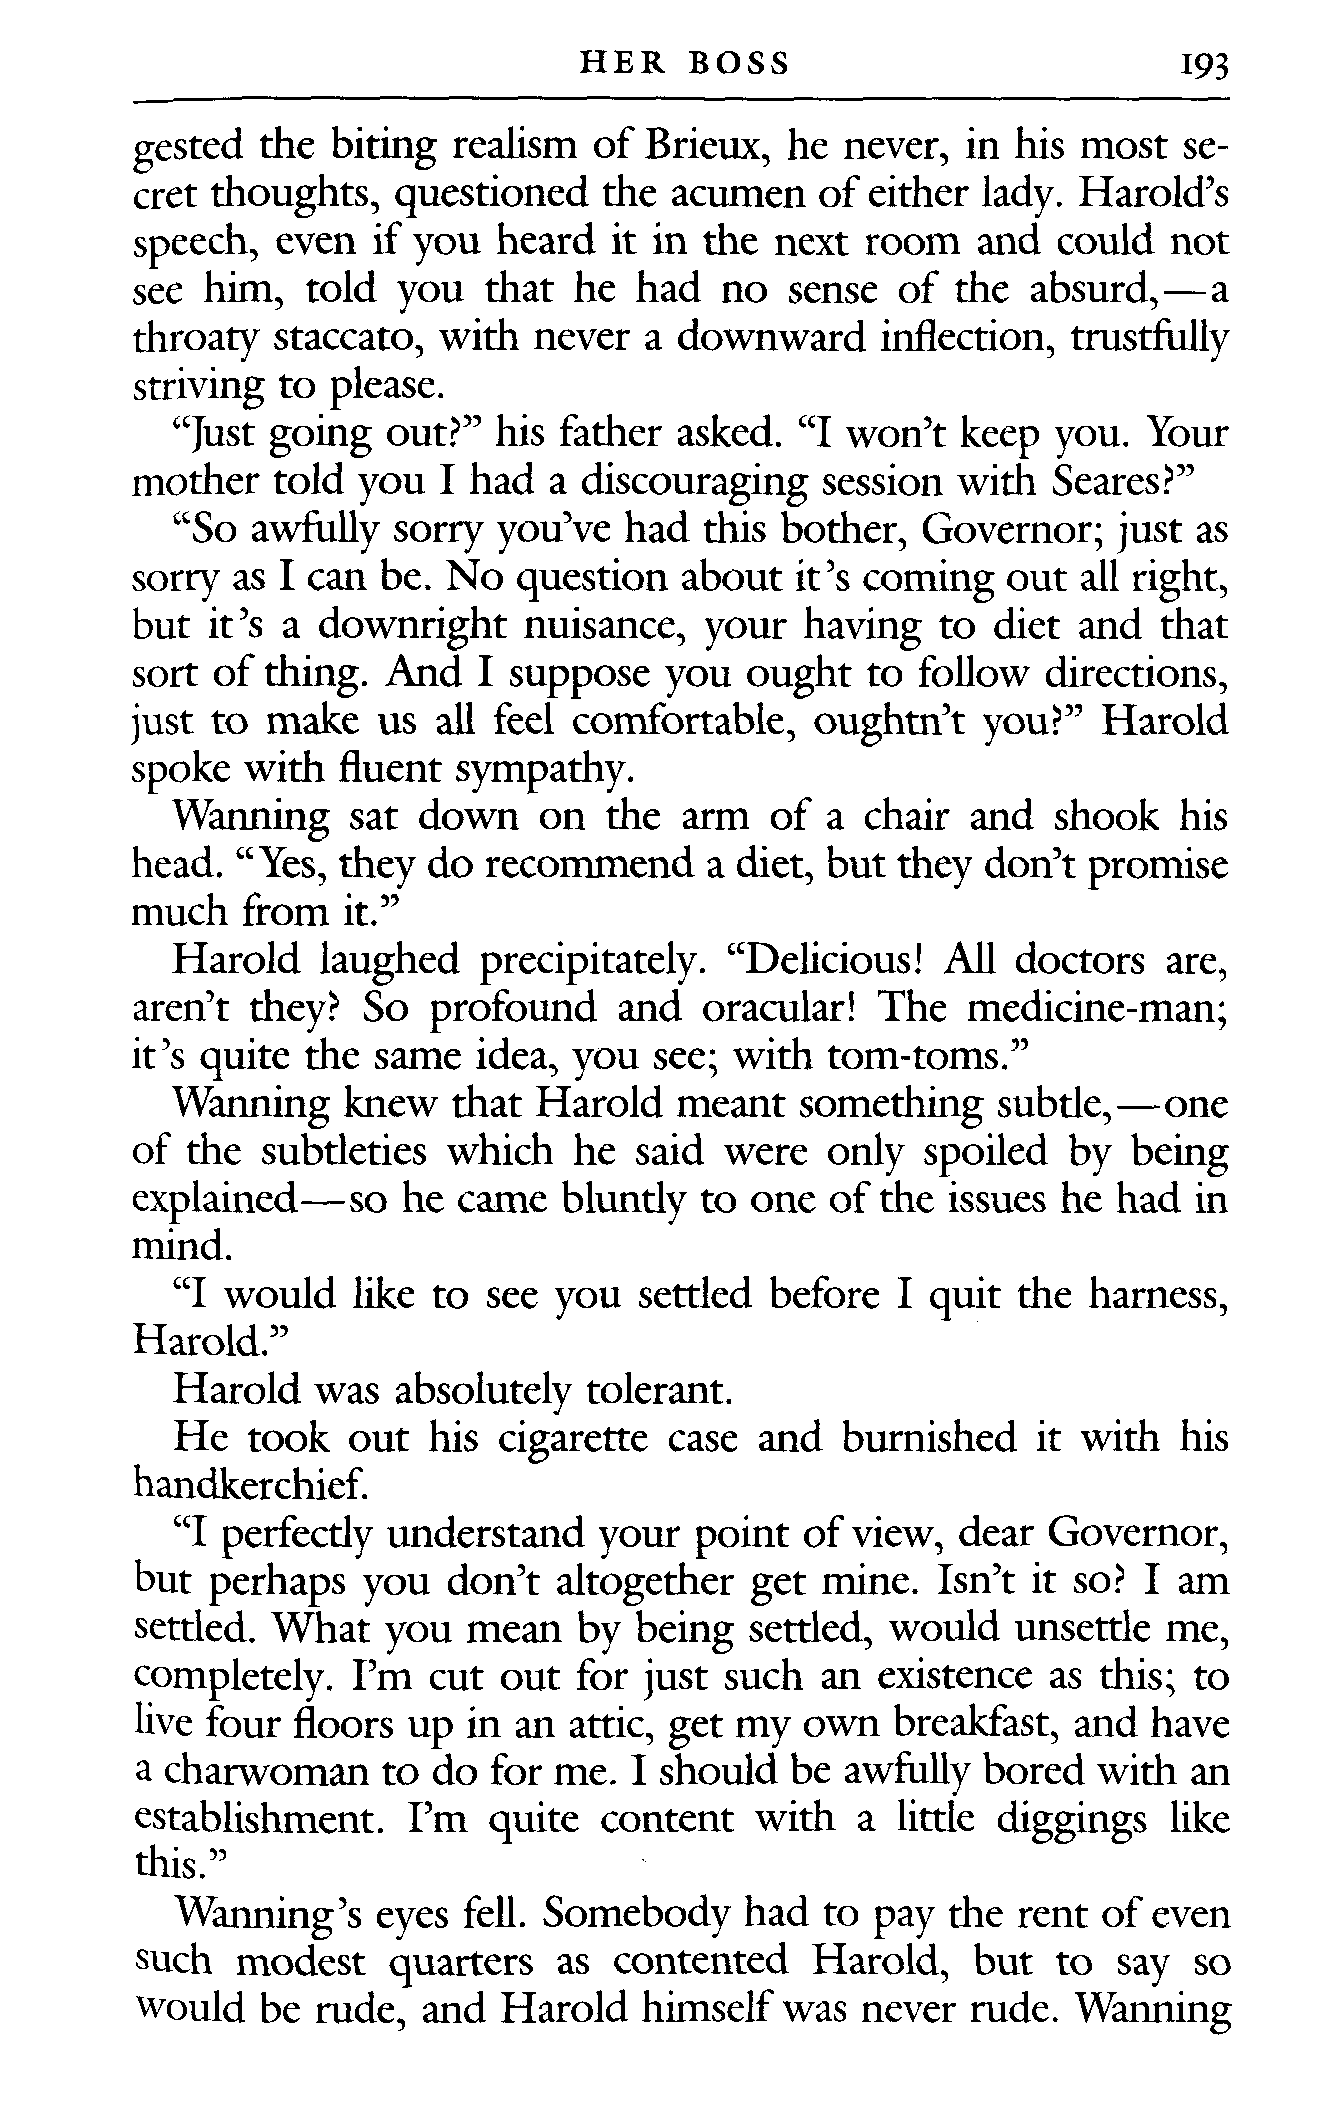 HER BOSS 193
gested the biting realism of Brieux, he never, in his most se-
cret thoughts, questioned the acumen of either lady. Harold's
speech, even if you heard it in the next room and could not
see him, told you that he had no sense of the absurd,—a
throaty staccato, with never a downward inflection, trustfully
striving to please.
“Just going out?” his father asked. “I won't keep you. Your
mother told you I had a discouraging session with Seares?”
“So awfully sorry you've had this bother, Governor; just as
sorry as I can be. No question about it's coming out all right,
but it's a downright nuisance, your having to diet and that
sort of thing. And I suppose you ought to follow directions,
just to make us all feel comfortable, oughtn't you?” Harold
spoke with fluent sympathy.
Wanning sat down on the arm of a chair and shook his
head. “Yes, they do recommend a diet, but they don't promise
much from it.”
Harold laughed precipitately. “Delicious! All doctors are,
aren't they? So profound and oracular! The medicine-man;
it's quite the same idea, you see; with tom-toms.”
Wanning knew that Harold meant something subtle,—one
of the subtleties which he said were only spoiled by being
explained—so he came bluntly to one of the issues he had in
mind.
“I would like to see you settled before I quit the harness,
Harold.”
Harold was absolutely tolerant.
He took out his cigarette case and burnished it with his
handkerchief.
“I perfectly understand your point of view, dear Governor,
but perhaps you don't altogether get mine. Isn't it so? I am
settled. What you mean by being settled, would unsettle me,
completely. I'm cut out for just such an existence as this; to
live four floors up in an attic, get my own breakfast, and have
a charwoman to do for me. I should be awfully bored with an
establishment. I'm quite content with a little diggings like
this.”
Wanning's eyes fell. Somebody had to pay the rent of even
such modest quarters as contented Harold, but to say so
would be rude, and Harold himself was never rude. Wanning